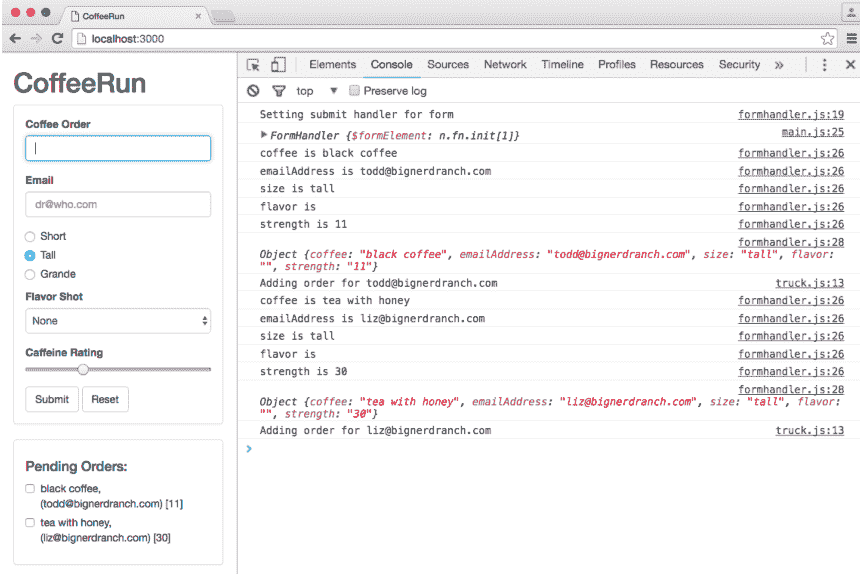 CoffeeRun
localhost:3000
CoffeeRun
Coffee Order
Email
dr@who.com
Short
Tall
Grande
Flavor Shot
None
Caffeine Rating
Submit Reset
Pending Orders:
black coffee,
(todd@bignerdranch.com) [11]
tea with honey,
(liz@bignerdranch.com) [30]
Elements Console Sources Network Timeline Profiles Resources Security »
top Preserve log
Setting submit handler for form formhandler.js:19
FormHandler {$formElement: n.fn.init[1]} main.js:25
coffee is black coffee formhandler.js:26
emailAddress is todd@bignerdranch.com formhandler.js:26
size is tall formhandler.js:26
flavor is formhandler.js:26
strength is 11 formhandler.js:26
formhandler.js:28
Object {coffee: "black coffee", emailAddress: "todd@bignerdranch.com", size: "tall", flavor:
"", strength: "11"}
Adding order for todd@bignerdranch.com truck.js:13
coffee is tea with honey formhandler.js:26
emailAddress is liz@bignerdranch.com formhandler.js:26
size is tall formhandler.js:26
flavor is formhandler.js:26
strength is 30 formhandler.js:26
formhandler.js:28
Object {coffee: "tea with honey", emailAddress: "liz@bignerdranch.com", size: "tall", flavor:
"", strength: "30"}
Adding order for liz@bignerdranch.com truck.js:13